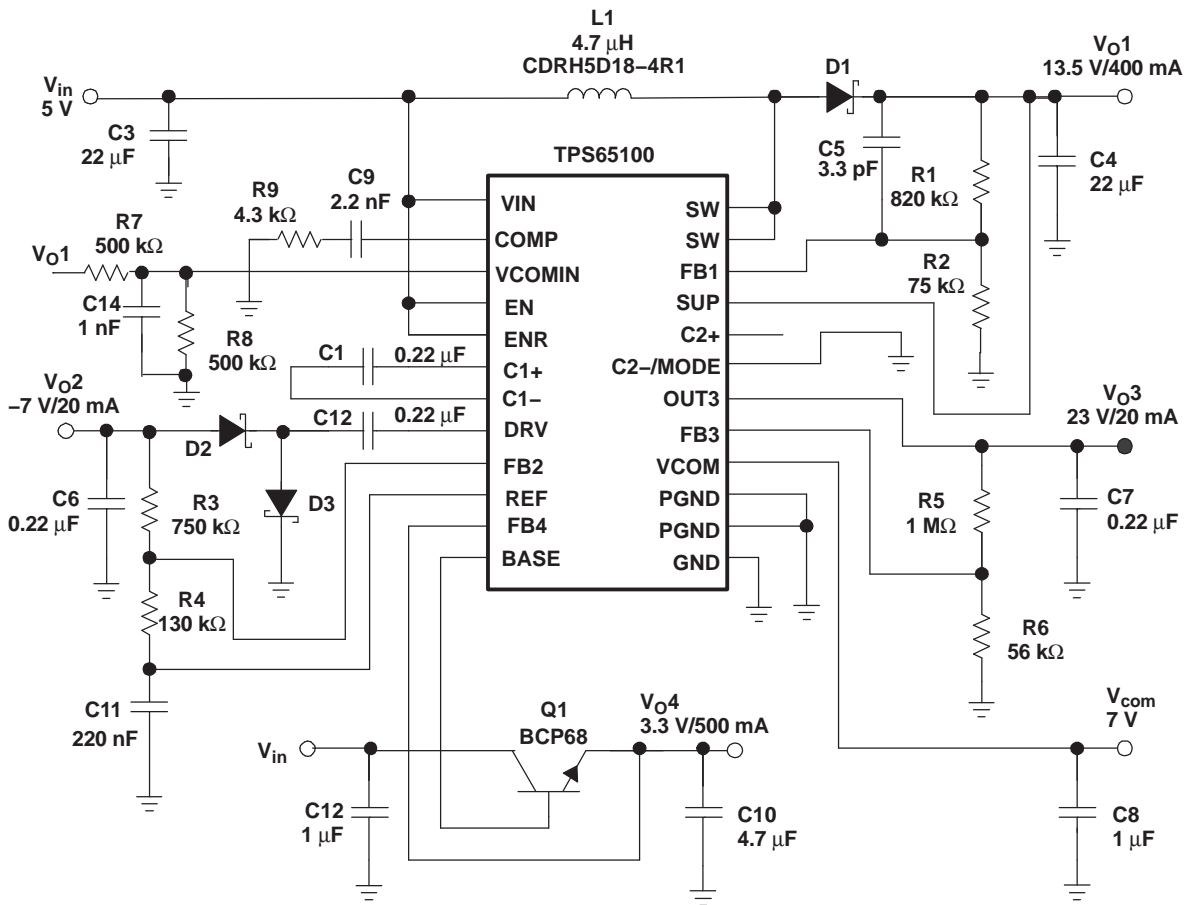 L1
4.7 μH
CDRH5D18–4R1
Vin
5 V
C3
22 μF
D1
VO1
13.5 V/400 mA
C5
3.3 pF
R1
820 kΩ
C4
22 μF
TPS65100
R9
4.3 kΩ
C9
2.2 nF
R7
500 kΩ
VO1
C14
1 nF
R8
500 kΩ
R2
75 kΩ
VIN
COMP
VCOMIN
EN
ENR
C1+
C1–
DRV
FB2
REF
FB4
BASE
SW
SW
FB1
SUP
C2+
C2–/MODE
OUT3
FB3
VCOM
PGND
PGND
GND
C1
0.22 μF
C12
0.22 μF
VO2
–7 V/20 mA
D2
D3
C6
0.22 μF
R3
750 kΩ
R4
130 kΩ
C11
220 nF
VO3
23 V/20 mA
R5
1 MΩ
C7
0.22 μF
R6
56 kΩ
Vin
C12
1 μF
Q1
BCP68
VO4
3.3 V/500 mA
C10
4.7 μF
Vcom
7 V
C8
1 μF